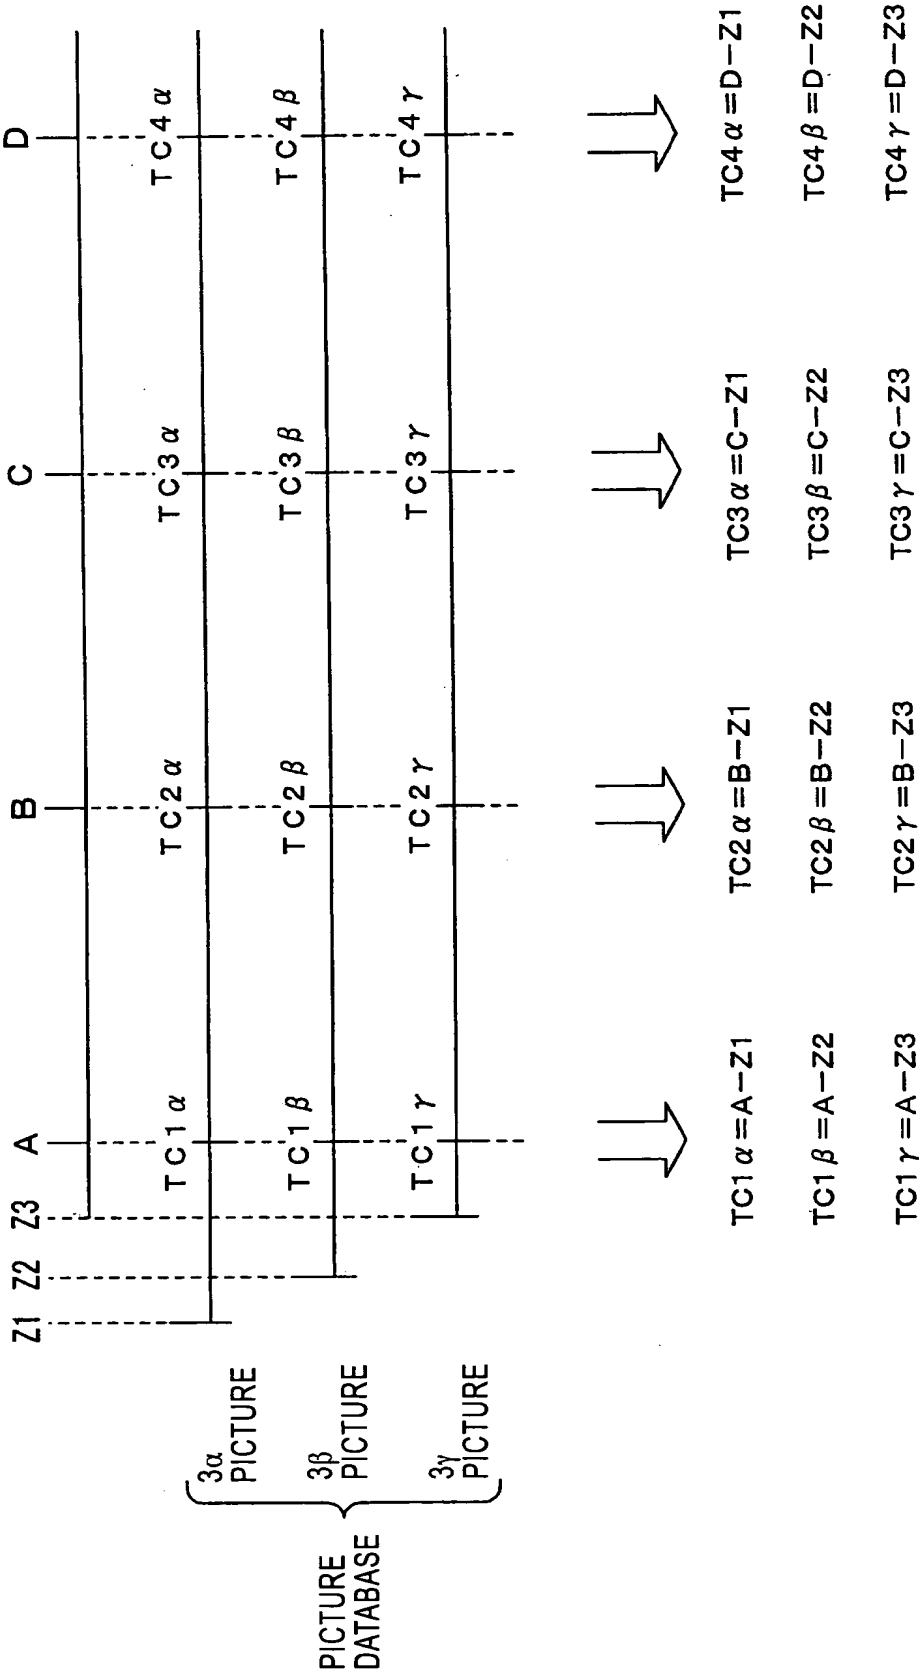 Z1 Z2 Z3 A B C D
PICTURE
DATABASE
3α
PICTURE
TC1α TC2α TC3α TC4α
3β
PICTURE
TC1β TC2β TC3β TC4β
3γ
PICTURE
TC1γ TC2γ TC3γ TC4γ
TC1α=A−Z1 TC2α=B−Z1 TC3α=C−Z1 TC4α=D−Z1
TC1β=A−Z2 TC2β=B−Z2 TC3β=C−Z2 TC4β=D−Z2
TC1γ=A−Z3 TC2γ=B−Z3 TC3γ=C−Z3 TC4γ=D−Z3